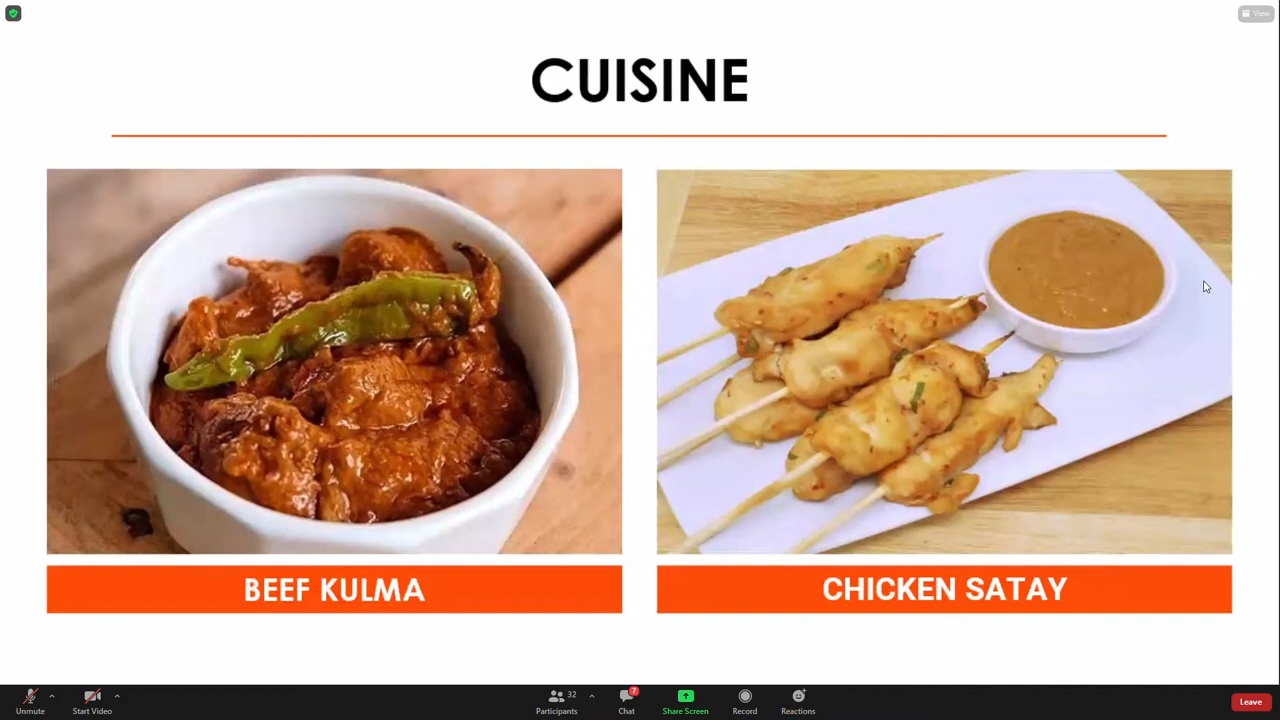 View
CUISINE
BEEF KULMA
CHICKEN SATAY
Unmute
Start Video
32
Participants
7
Chat
Share Screen
Record
Reactions
Leave